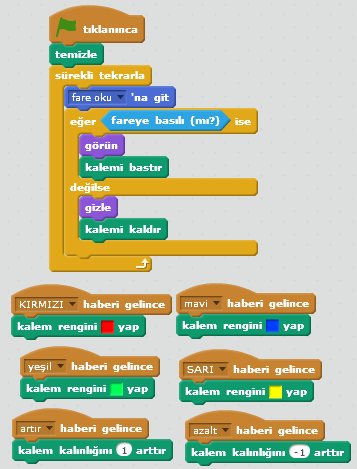 tıklanınca
temizle
sürekli tekrarla
fare oku 'na git
eğer fareye basılı (mı?) ise
görün
kalemi bastır
değilse
gizle
kalemi kaldır
KIRMIZI haberi gelince
kalem rengini yap
mavi haberi gelince
kalem rengini yap
yeşil haberi gelince
kalem rengini yap
SARI haberi gelince
kalem rengini yap
artır haberi gelince
kalem kalınlığını 1 arttır
azalt haberi gelince
kalem kalınlığını -1 arttır